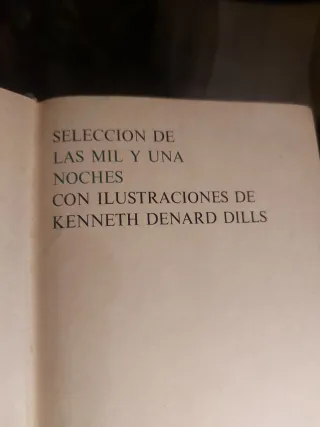 SELECCION DE
LAS MIL Y UNA
NOCHES
CON ILUSTRACIONES DE
KENNETH DENARD DILLS